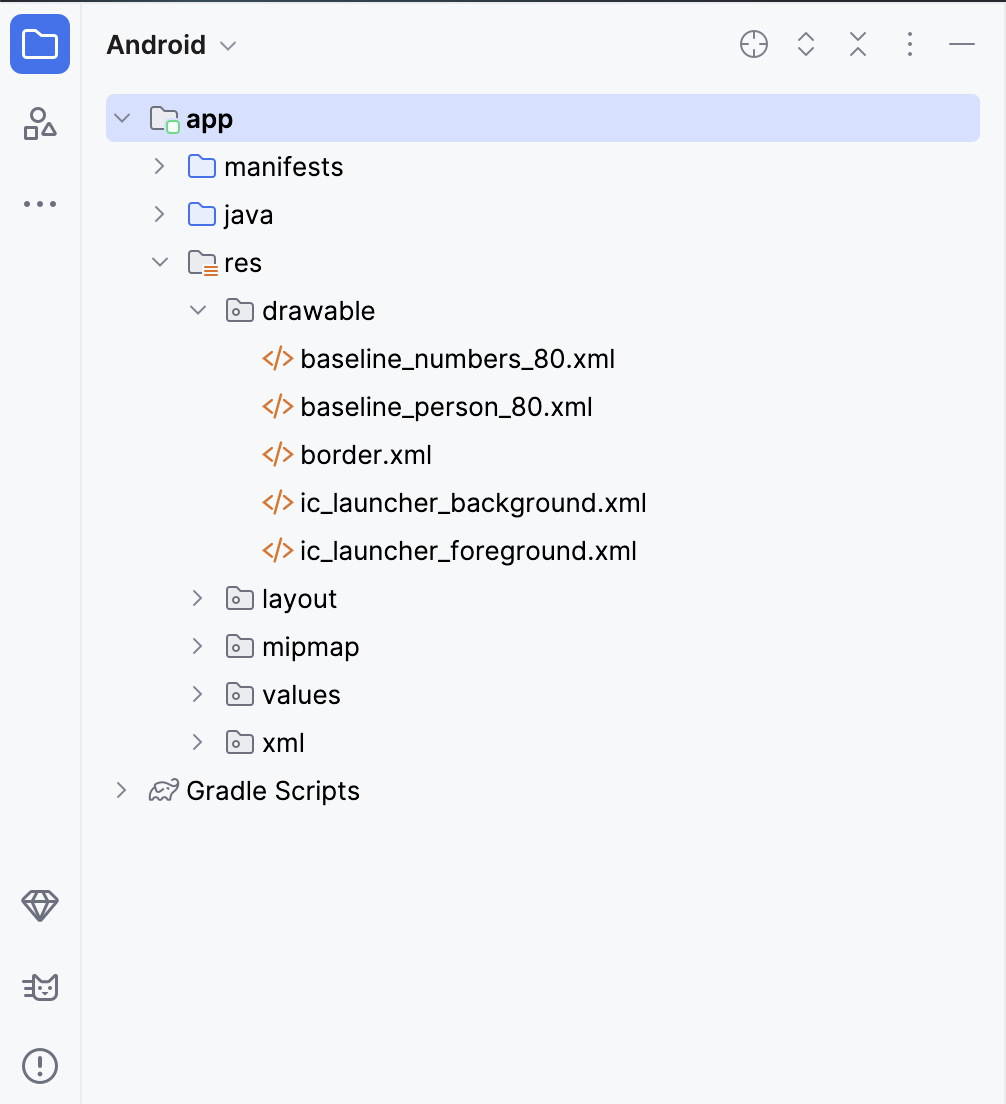 Android
app
manifests
java
res
drawable
baseline_numbers_80.xml
baseline_person_80.xml
border.xml
ic_launcher_background.xml
ic_launcher_foreground.xml
layout
mipmap
values
xml
Gradle Scripts